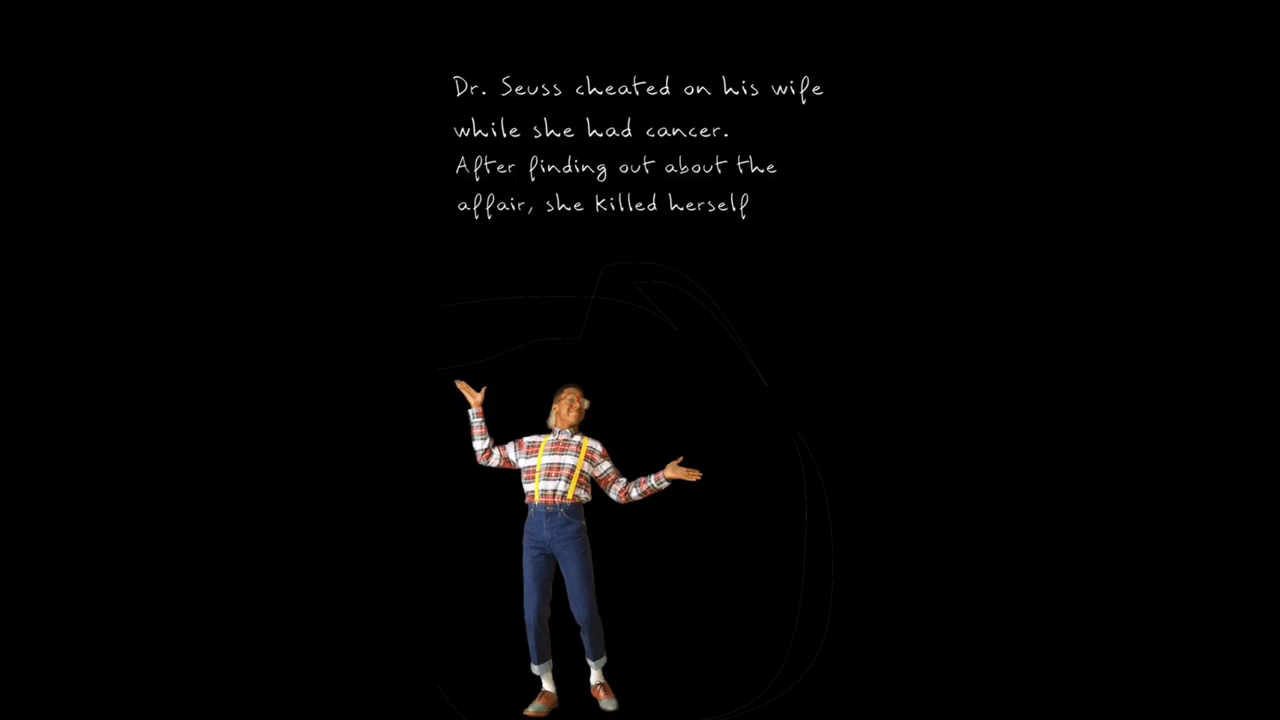 Dr. Seuss cheated on his wife
while she had cancer.
After finding out about the
affair, she killed herself